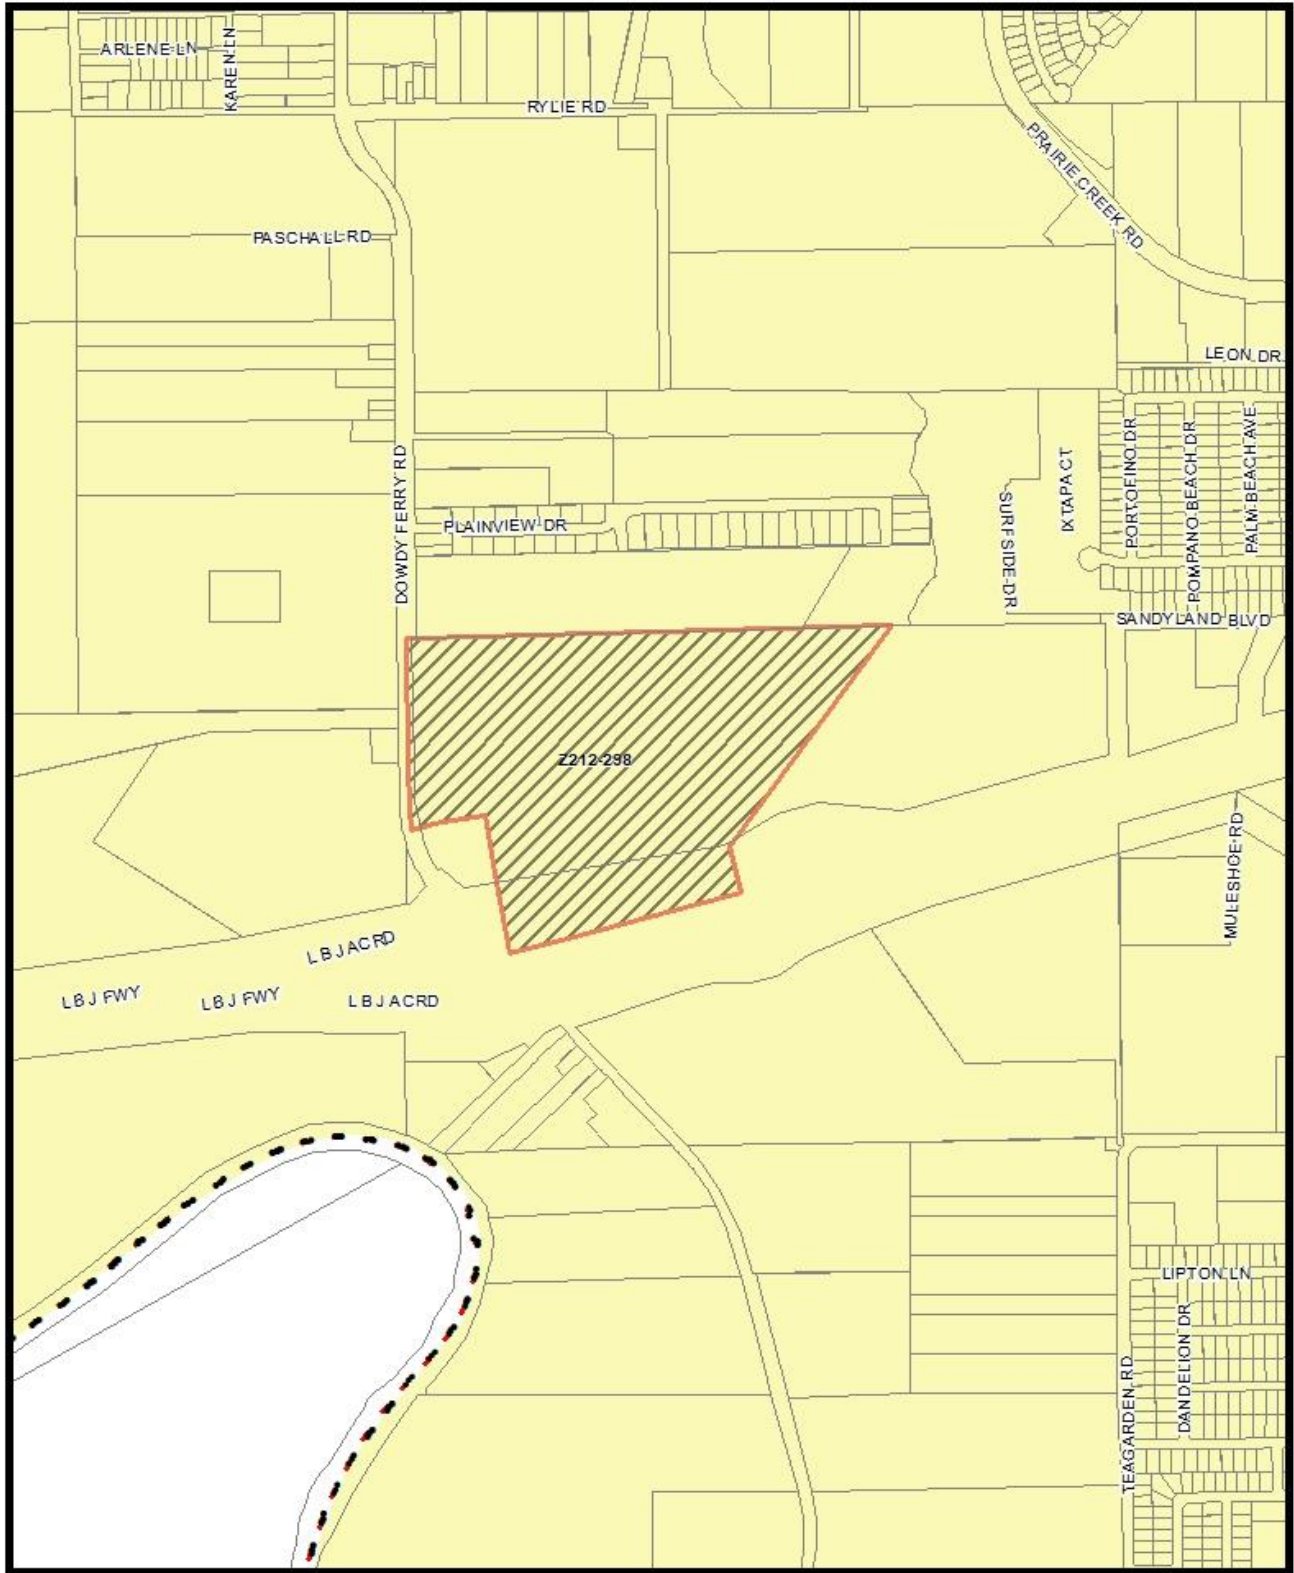 ARLENE LN
KAREN LN
RYLIE RD
PRAIRIE CREEK RD
PASCHALL RD
LEON DR
DOWDY FERRY RD
PLAINVIEW DR
SURFSIDE DR
IXTAPA CT
PORTOFINO DR
POMPANO BEACH DR
PALM BEACH AVE
SANDYLAND BLVD
Z212-298
MULESHOE RD
LBJ ACRD
LBJ FWY
LBJ FWY
LBJ ACRD
LIPTON LN
DANDELION DR
TEAGARDEN RD